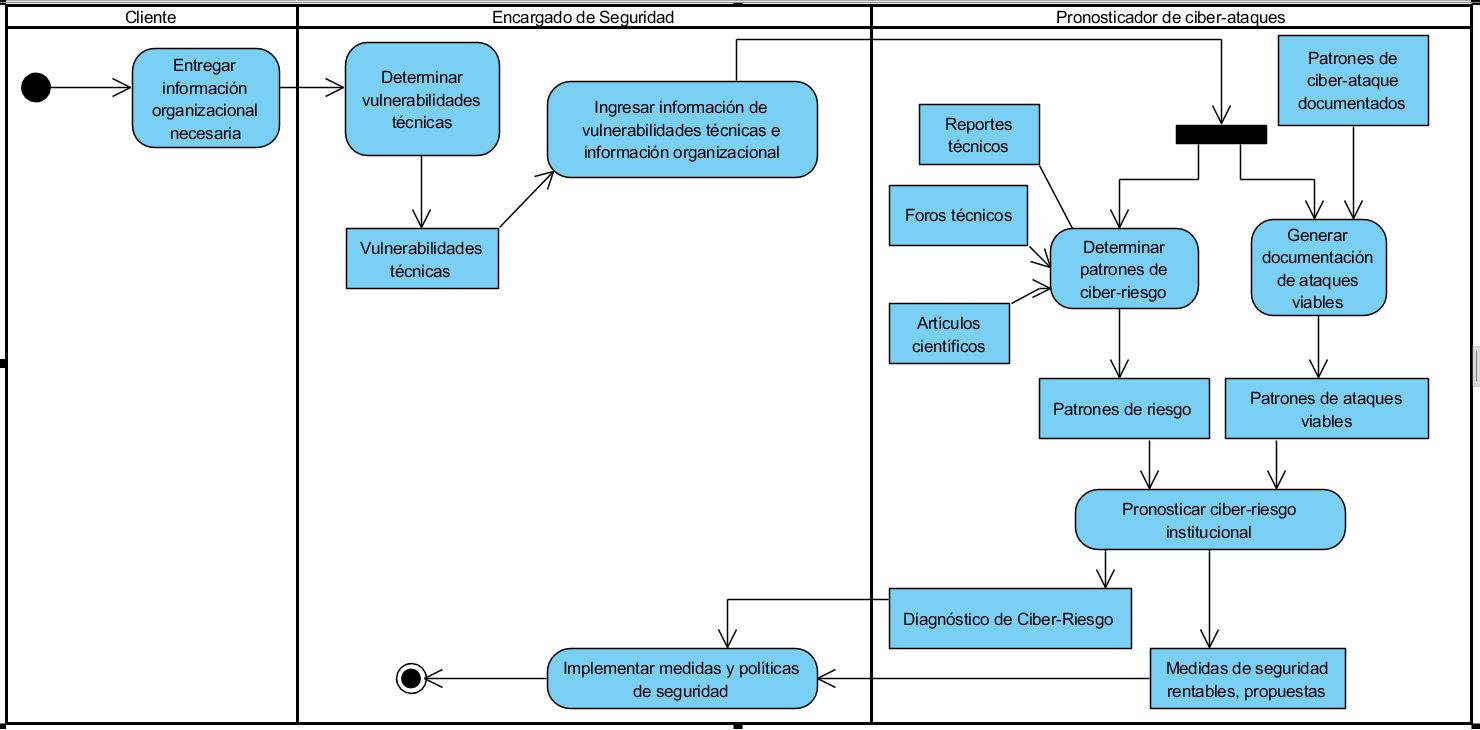 Cliente
Encargado de Seguridad
Pronosticador de ciber-ataques
Entregar
información
organizacional
necesaria
Determinar
vulnerabilidades
técnicas
Vulnerabilidades
técnicas
Ingresar información de
vulnerabilidades técnicas e
información organizacional
Patrones de
ciber-ataque
documentados
Reportes
técnicos
Foros técnicos
Artículos
científicos
Determinar
patrones de
ciber-riesgo
Generar
documentación
de ataques
viables
Patrones de riesgo
Patrones de ataques
viables
Pronosticar ciber-riesgo
institucional
Diagnóstico de Ciber-Riesgo
Medidas de seguridad
rentables, propuestas
Implementar medidas y políticas
de seguridad